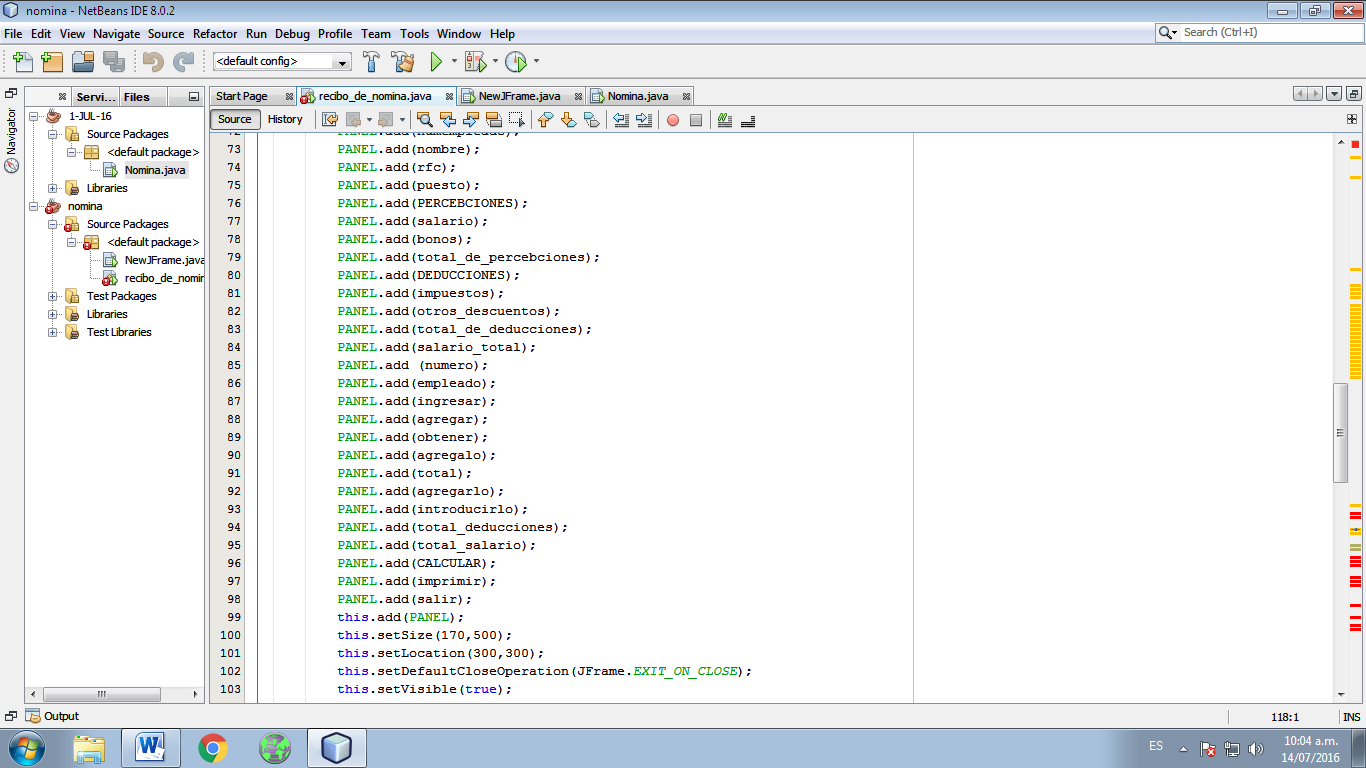 nomina - NetBeans IDE 8.0.2
File Edit View Navigate Source Refactor Run Debug Profile Team Tools Window Help
Search (Ctrl+I)
<default config>
Servi... Files
Start Page recibo_de_nomina.java NewJFrame.java Nomina.java
Source History
Navigator
1-JUL-16
Source Packages
<default package>
Nomina.java
Libraries
nomina
Source Packages
<default package>
NewJFrame.java
recibo_de_nomin
Test Packages
Libraries
Test Libraries
73 PANEL.add(nombre);
74 PANEL.add(rfc);
75 PANEL.add(puesto);
76 PANEL.add(PERCEBCIONES);
77 PANEL.add(salario);
78 PANEL.add(bonos);
79 PANEL.add(total_de_percebciones);
80 PANEL.add(DEDUCCIONES);
81 PANEL.add(impuestos);
82 PANEL.add(otros_descuentos);
83 PANEL.add(total_de_deducciones);
84 PANEL.add(salario_total);
85 PANEL.add (numero);
86 PANEL.add(empleado);
87 PANEL.add(ingresar);
88 PANEL.add(agregar);
89 PANEL.add(obtener);
90 PANEL.add(agregalo);
91 PANEL.add(total);
92 PANEL.add(agregarlo);
93 PANEL.add(introducirlo);
94 PANEL.add(total_deducciones);
95 PANEL.add(total_salario);
96 PANEL.add(CALCULAR);
97 PANEL.add(imprimir);
98 PANEL.add(salir);
99 this.add(PANEL);
100 this.setSize(170,500);
101 this.setLocation(300,300);
102 this.setDefaultCloseOperation(JFrame.EXIT_ON_CLOSE);
103 this.setVisible(true);
Output
118:1 INS
ES
10:04 a.m.
14/07/2016